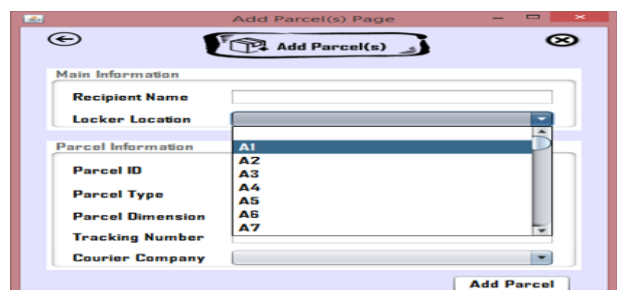 Add Parcel(s) Page
Add Parcel(s)
Main Information
Recipient Name
Locker Location
A1
Parcel Information
A2
Parcel ID
A3
A4
Parcel Type
A5
Parcel Dimension
A6
A7
Tracking Number
Courier Company
Add Parcel